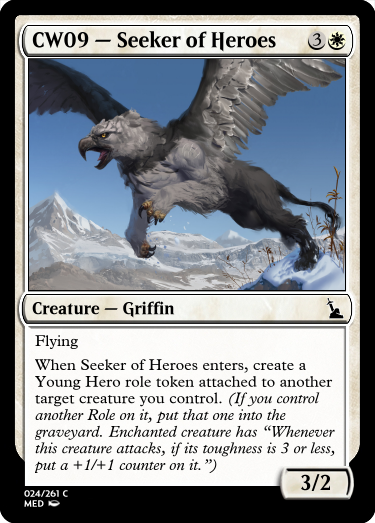 CW09 — Seeker of Heroes 3
Creature — Griffin
Flying
When Seeker of Heroes enters, create a
Young Hero role token attached to another
target creature you control. (If you control
another Role on it, put that one into the
graveyard. Enchanted creature has “Whenever
this creature attacks, if its toughness is 3 or less,
put a +1/+1 counter on it.”)
3/2
024/261 C
MED